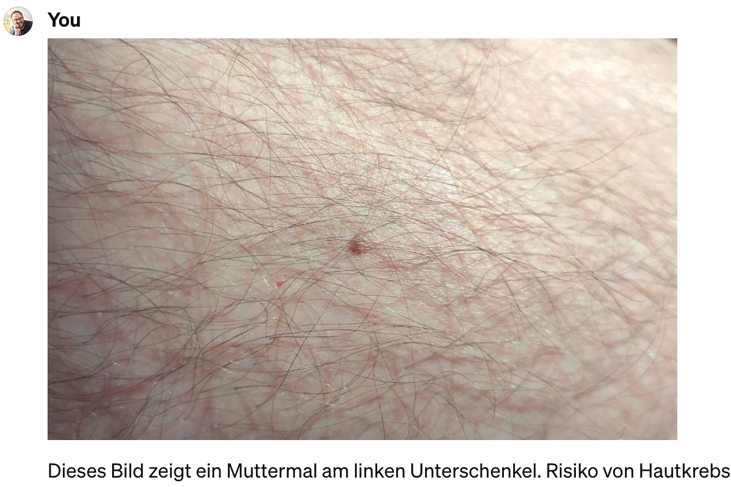 You
Dieses Bild zeigt ein Muttermal am linken Unterschenkel. Risiko von Hautkrebs